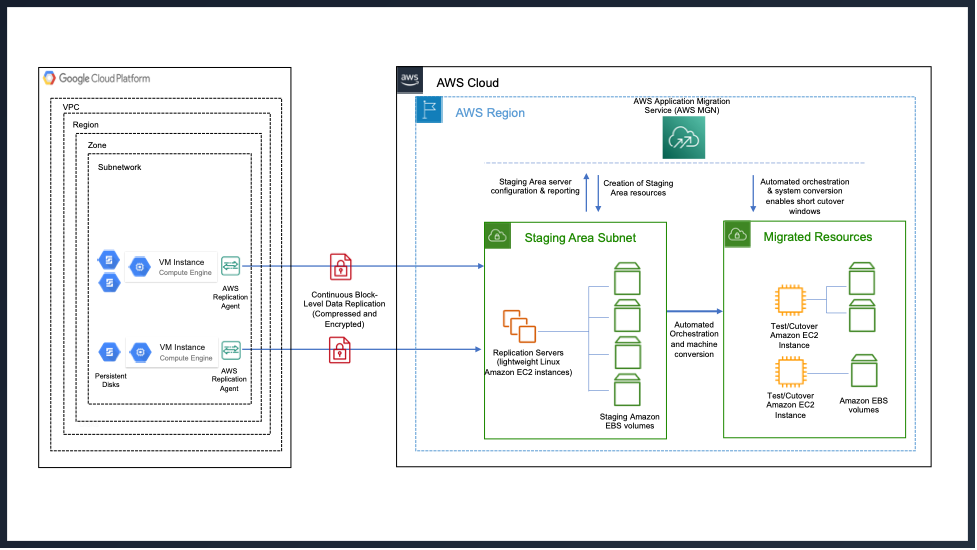 Google Cloud Platform
VPC
Region
Zone
Subnetwork
VM Instance
Compute Engine
AWS
Replication
Agent
VM Instance
Compute Engine
Persistent
Disks
AWS
Replication
Agent
Continuous Block-
Level Data Replication
(Compressed and
Encrypted)
aws
AWS Cloud
AWS Region
AWS Application Migration
Service (AWS MGN)
Staging Area server
configuration & reporting
Creation of Staging
Area resources
Automated orchestration
& system conversion
enables short cutover
windows
Staging Area Subnet
Replication Servers
(lightweight Linux
Amazon EC2 instances)
Staging Amazon
EBS volumes
Automated
Orchestration
and machine
conversion
Migrated Resources
Test/Cutover
Amazon EC2
Instance
Test/Cutover
Amazon EC2
Instance
Amazon EBS
volumes